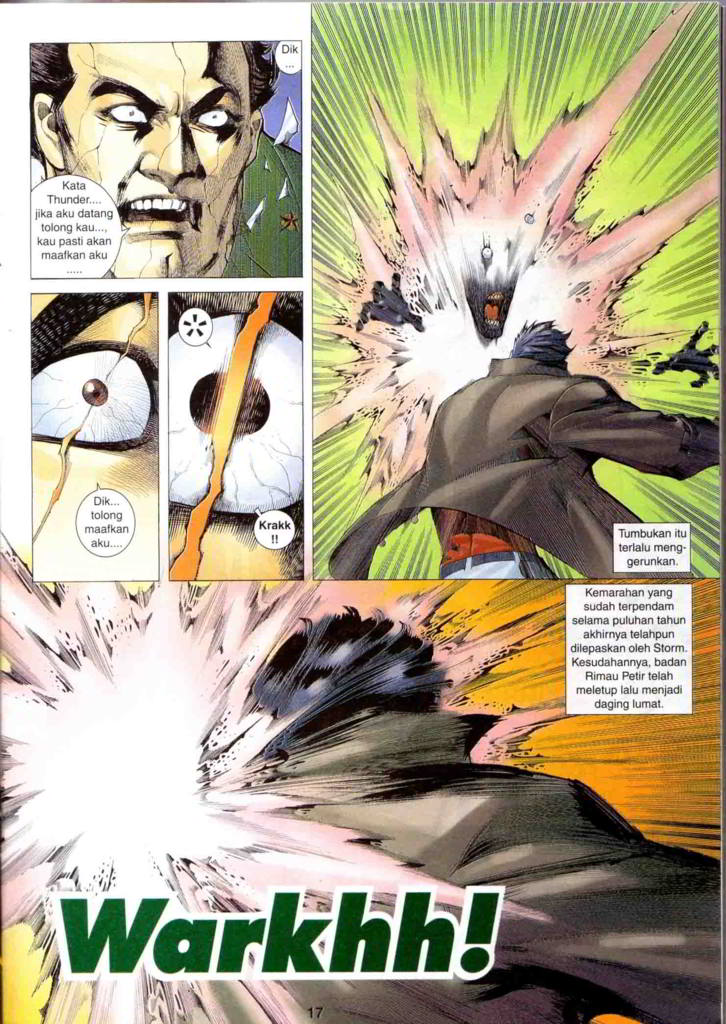 Dik
...
Kata
Thunder....
jika aku datang
tolong kau...,
kau pasti akan
maafkan aku
.....
Dik...
tolong
maafkan
aku....
Krakk
!!
Tumbukan itu
terlalu meng-
gerunkan.
Kemarahan yang
sudah terpendam
selama puluhan tahun
akhirnya telahpun
dilepaskan oleh Storm.
Kesudahannya, badan
Rimau Petir telah
meletup lalu menjadi
daging lumat.
Warkhh!
17